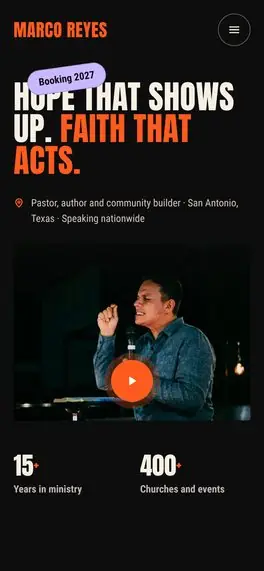 MARCO REYES
Booking 2027
HOPE THAT SHOWS
UP. FAITH THAT
ACTS.
Pastor, author and community builder · San Antonio,
Texas · Speaking nationwide
15+ 400+
Years in ministry Churches and events